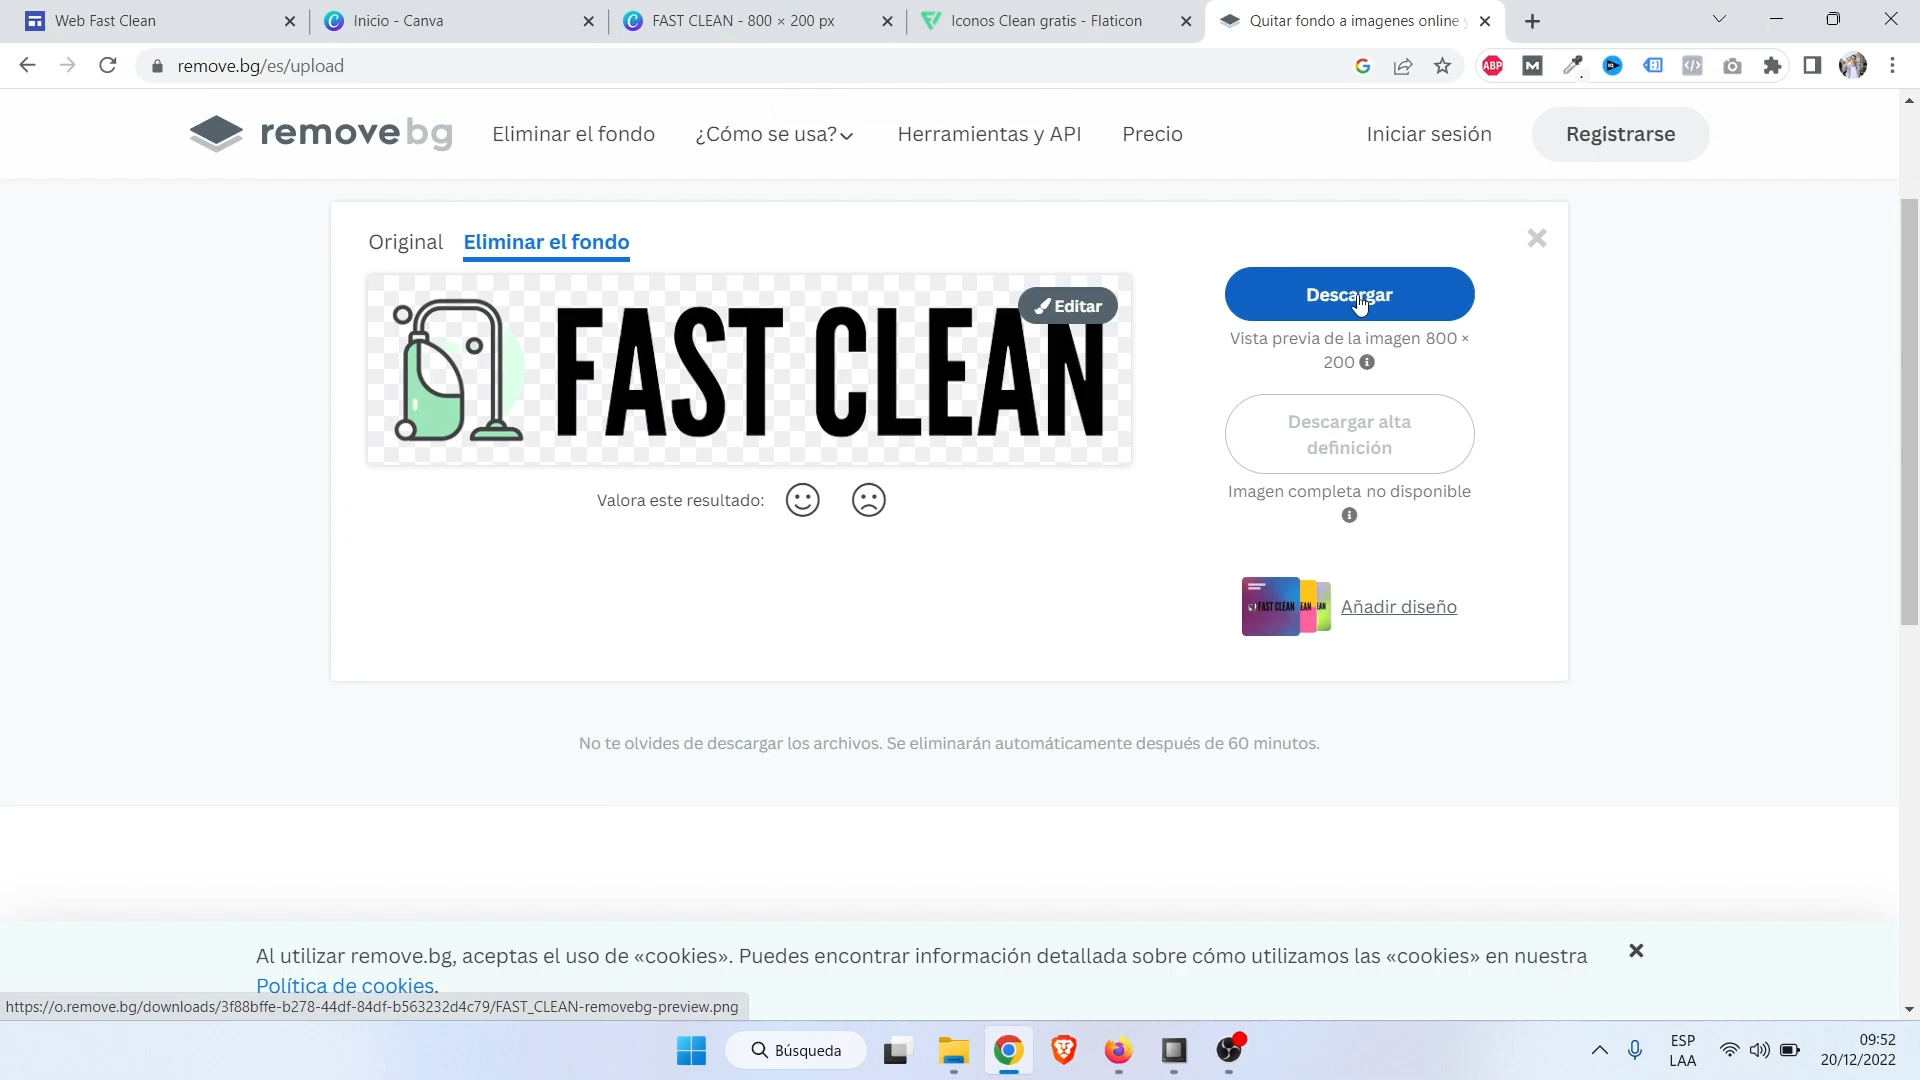 Web Fast Clean
Inicio - Canva
FAST CLEAN - 800 × 200 px
Iconos Clean gratis - Flaticon
Quitar fondo a imagenes online y
remove.bg/es/upload
ABP
remove bg
Eliminar el fondo
¿Cómo se usa?
Herramientas y API
Precio
Iniciar sesión
Registrarse
Original
Eliminar el fondo
Editar
FAST CLEAN
Descargar
Vista previa de la imagen 800 ×
200
Descargar alta
definición
Imagen completa no disponible
Valora este resultado:
FAST CLEAN
Añadir diseño
No te olvides de descargar los archivos. Se eliminarán automáticamente después de 60 minutos.
Al utilizar remove.bg, aceptas el uso de «cookies». Puedes encontrar información detallada sobre cómo utilizamos las «cookies» en nuestra
Política de cookies.
https://o.remove.bg/downloads/3f88bffe-b278-44df-84df-b563232d4c79/FAST_CLEAN-removebg-preview.png
Búsqueda
ESP
LAA
09:52
20/12/2022